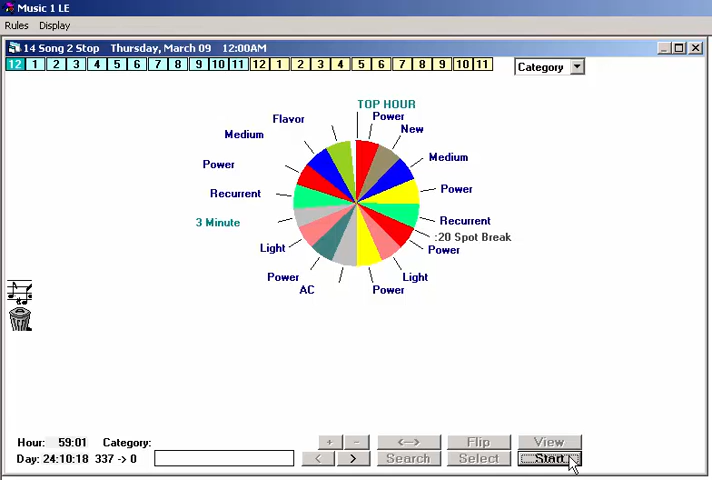 Music 1 LE
Rules Display
14 Song 2 Stop Thursday, March 09 12:00AM
12 1 2 3 4 5 6 7 8 9 10 11 12 1 2 3 4 5 6 7 8 9 10 11
Category
TOP HOUR
Flavor
Power
New
Medium
Medium
Power
Power
Recurrent
Recurrent
3 Minute
:20 Spot Break
Light
Power
Power
Light
AC
Power
Hour: 59:01 Category:
+ - <--> Flip View
Day: 24:10:18 337 -> 0
< > Search Select Start